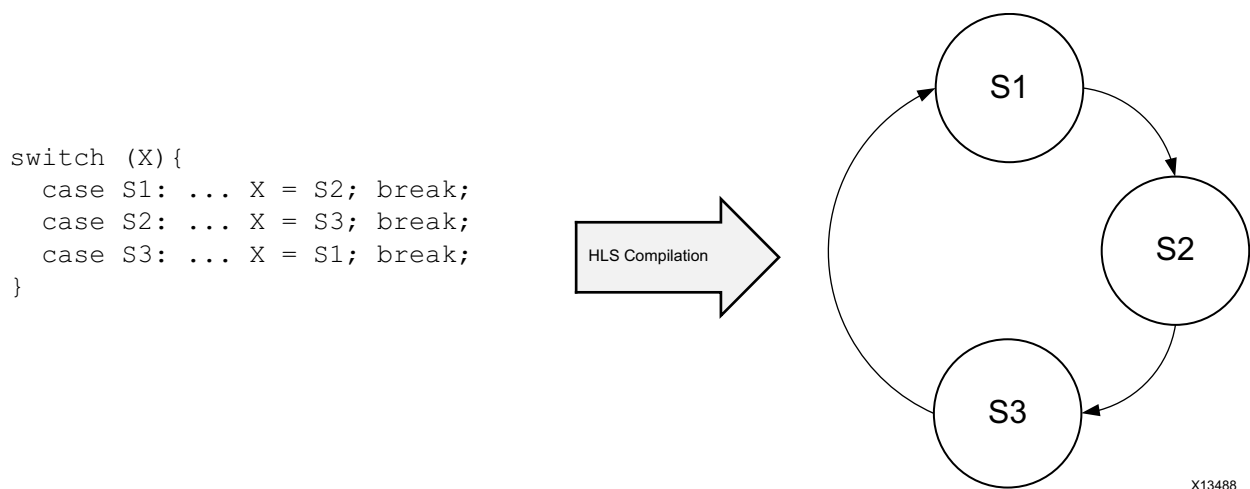 switch (X){
case S1: ... X = S2; break;
case S2: ... X = S3; break;
case S3: ... X = S1; break;
}
HLS Compilation
S1
S2
S3
X13488